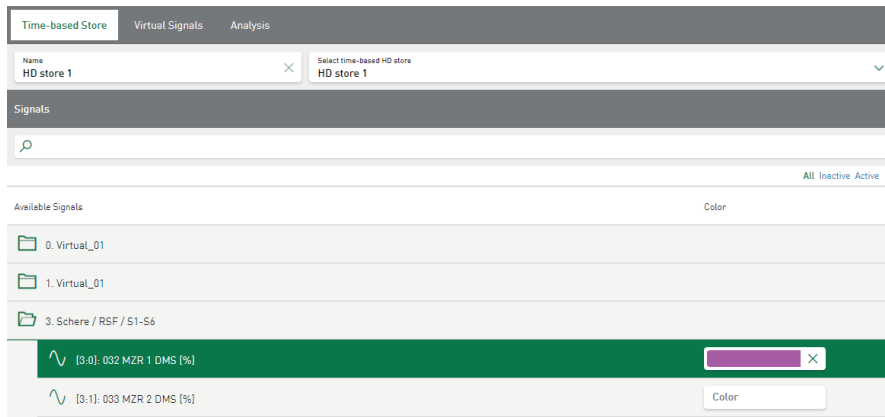 Time-based Store Virtual Signals Analysis
Name
HD store 1
Select time-based HD store
HD store 1
Signals
All Inactive Active
Available Signals Color
0. Virtual_01
1. Virtual_01
3. Schere / RSF / S1-S6
[3:0]: 032 MZR 1 DMS [%]
[3:1]: 033 MZR 2 DMS [%] Color